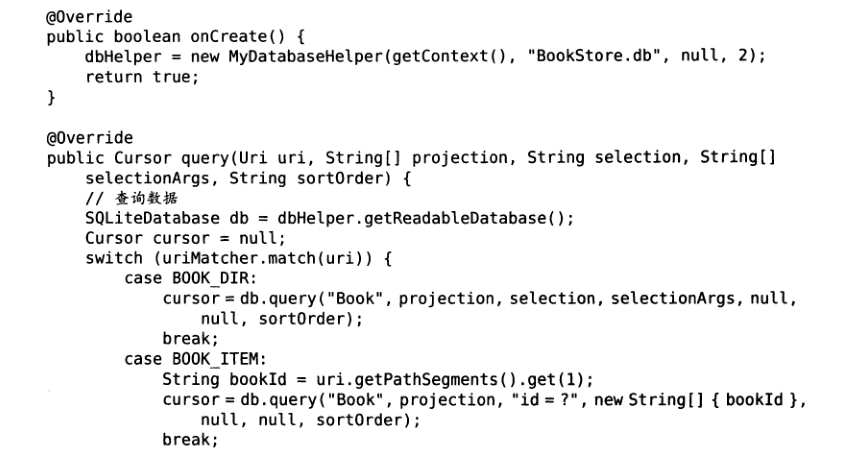 @Override
public boolean onCreate() {
    dbHelper = new MyDatabaseHelper(getContext(), "BookStore.db", null, 2);
    return true;
}

@Override
public Cursor query(Uri uri, String[] projection, String selection, String[]
    selectionArgs, String sortOrder) {
    // 查询数据
    SQLiteDatabase db = dbHelper.getReadableDatabase();
    Cursor cursor = null;
    switch (uriMatcher.match(uri)) {
        case BOOK_DIR:
            cursor = db.query("Book", projection, selection, selectionArgs, null,
                null, sortOrder);
            break;
        case BOOK_ITEM:
            String bookId = uri.getPathSegments().get(1);
            cursor = db.query("Book", projection, "id = ?", new String[] { bookId },
                null, null, sortOrder);
            break;